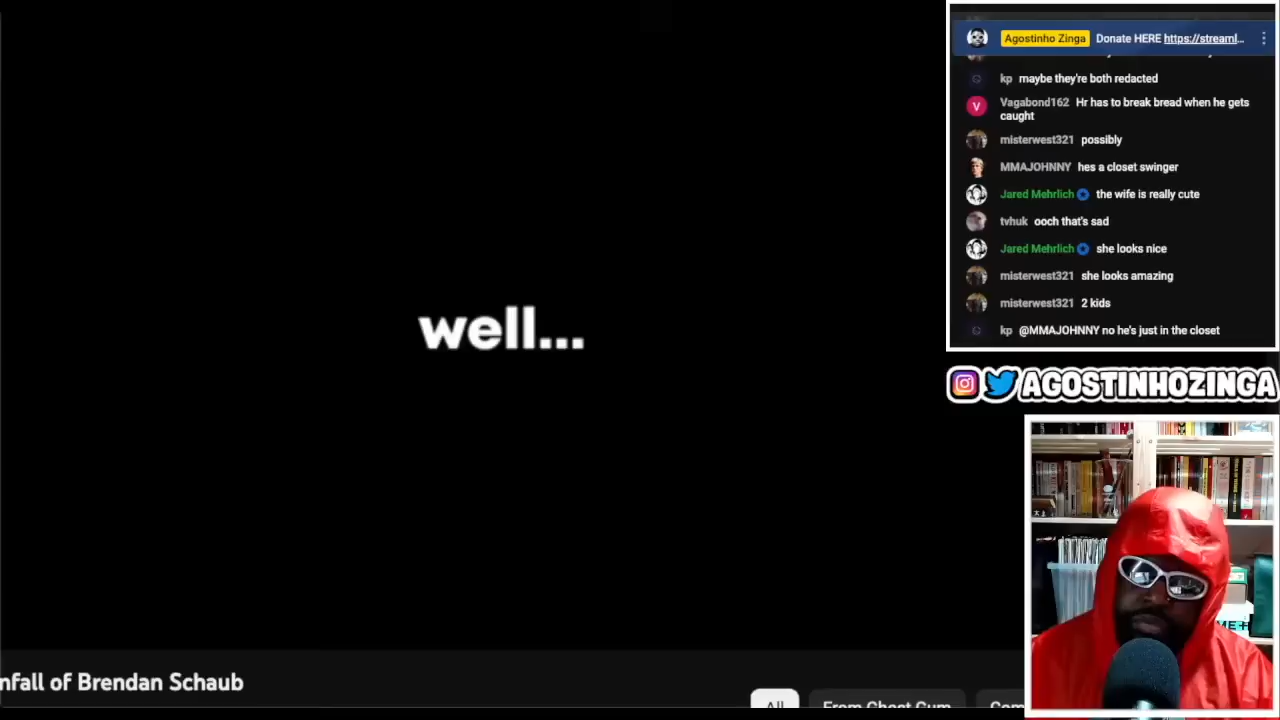 well...
nfall of Brendan Schaub
All
From Chest Gum
Agostinho Zinga Donate HERE https://streaml...
kp maybe they're both redacted
Vagabond162 Hr has to break bread when he gets
caught
misterwest321 possibly
MMAJOHNNY hes a closet swinger
Jared Mehrlich the wife is really cute
tvhuk ooch that's sad
Jared Mehrlich she looks nice
misterwest321 she looks amazing
misterwest321 2 kids
kp @MMAJOHNNY no he's just in the closet
AGOSTINHOZINGA